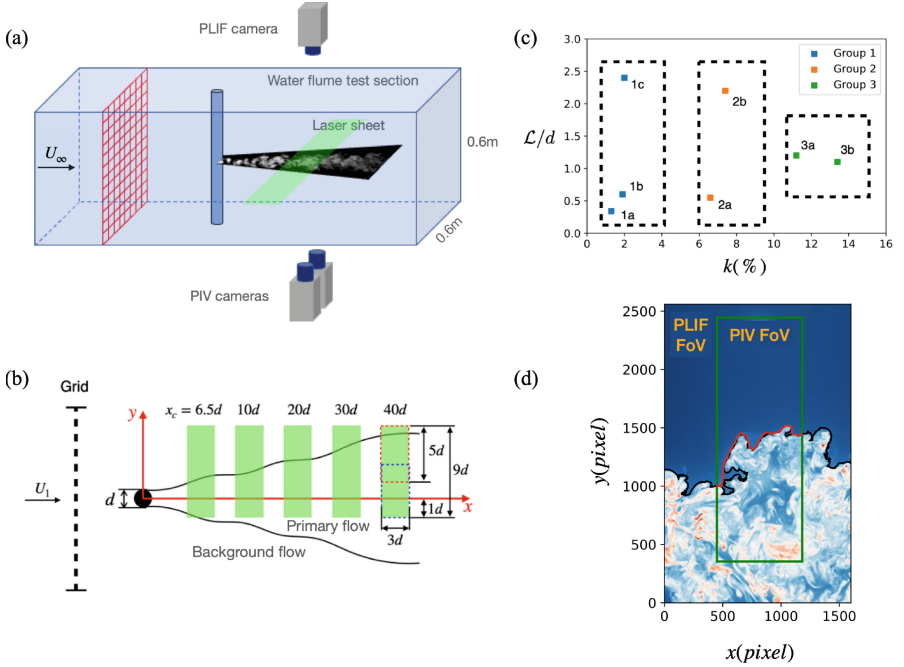 (a)
PLIF camera
Water flume test section
Laser sheet
U∞
0.6m
0.6m
PIV cameras
(b)
Grid
y
x_c = 6.5d 10d 20d 30d 40d
U₁
d
5d
9d
1d
x
3d
Primary flow
Background flow
(c)
3.0
2.5
2.0
1.5
1.0
0.5
0.0
ℒ/d
0 2 4 6 8 10 12 14 16
k(%)
Group 1
Group 2
Group 3
1c
2b
3a 3b
1b
1a
2a
(d)
PLIF
FoV
PIV FoV
2500
2000
1500
1000
500
0
y(pixel)
0 500 1000 1500
x(pixel)